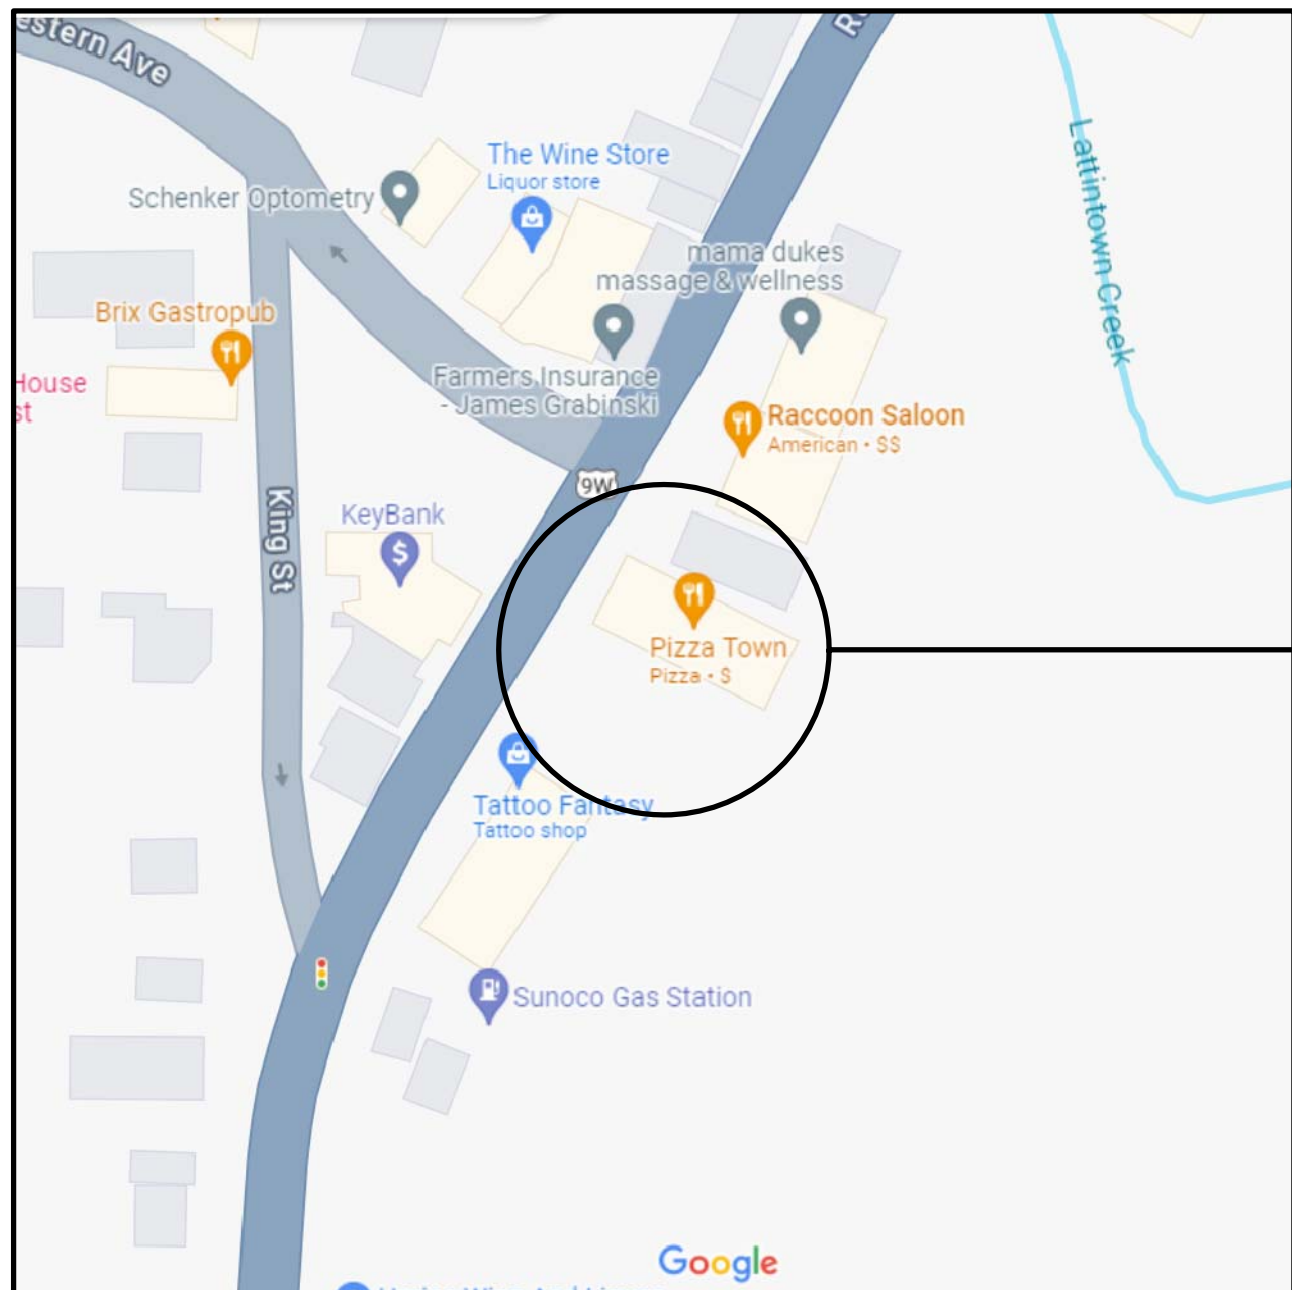 estern Ave
R
The Wine Store
Liquor store
Schenker Optometry
mama dukes
massage & wellness
Lattintown Creek
Brix Gastropub
House
st
Farmers Insurance
- James Grabinski
Raccoon Saloon
American • $$
9W
KeyBank
King St
Pizza Town
Pizza • $
Tattoo Fantasy
Tattoo shop
Sunoco Gas Station
Google